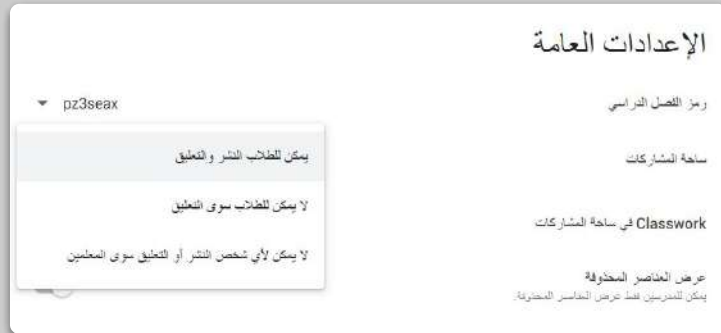 الإعدادات العامة
رمز الفصل الدراسي
pz3seax
ساحة المشاركات
يمكن للطلاب النشر والتعليق
لا يمكن للطلاب سوى التعليق
لا يمكن لأي شخص النشر أو التعليق سوى المعلمين
Classwork في ساحة المشاركات
عرض العناصر المحذوفة
يمكن للمدرسين فقط عرض العناصر المحذوفة.